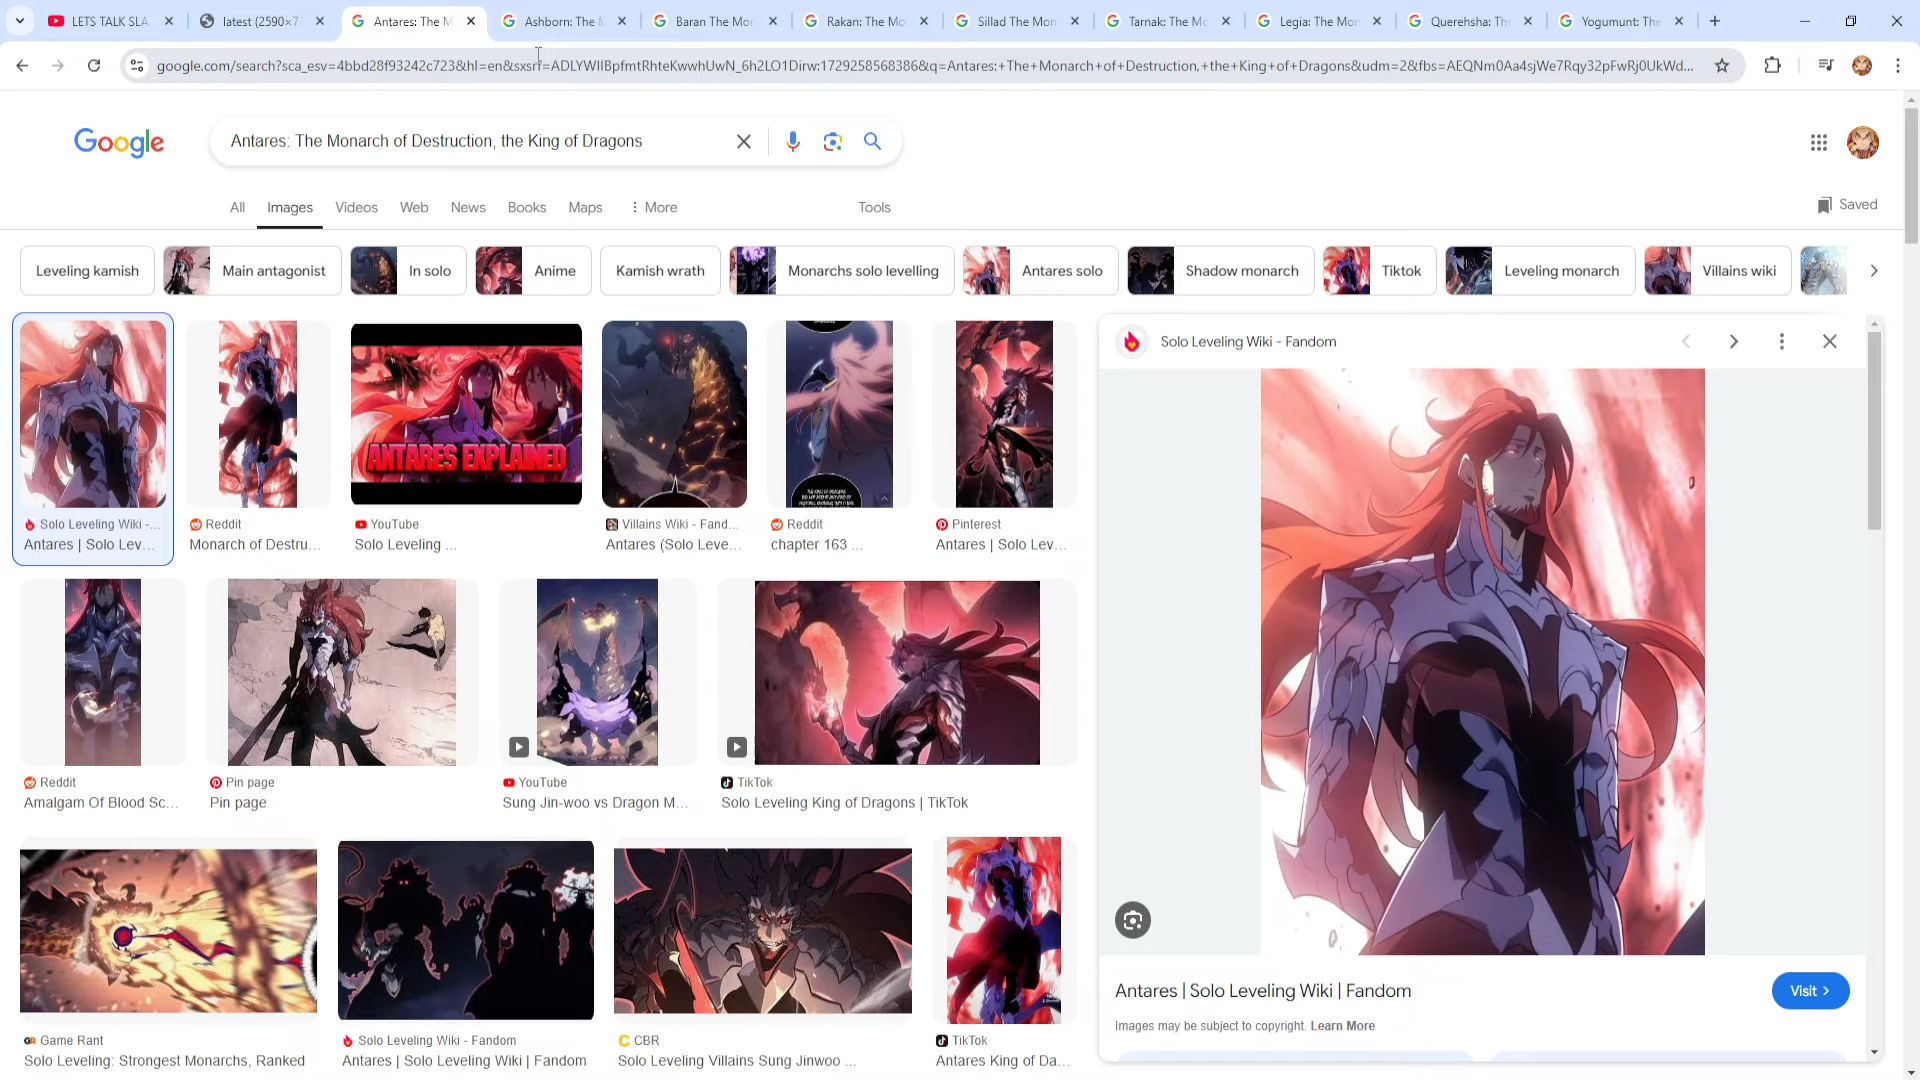 LETS TALK SLA
latest (2590×7
Antares: The M
Ashborn: The M
Baran The Mon
Rakan: The Mo
Sillad The Mon
Tarnak: The Mo
Legia: The Mon
Querehsha: The
Yogumunt: The
google.com/search?sca_esv=4bbd28f93242c723&hl=en&sxsrf=ADLYWIIBpfmtRhteKwwhUwN_6h2LO1Dirw:1729258568386&q=Antares:+The+Monarch+of+Destruction,+the+King+of+Dragons&udm=2&fbs=AEQNm0Aa4sjWe7Rqy32pFwRj0UkWd...
Google
Antares: The Monarch of Destruction, the King of Dragons
All
Images
Videos
Web
News
Books
Maps
More
Tools
Saved
Leveling kamish
Main antagonist
In solo
Anime
Kamish wrath
Monarchs solo levelling
Antares solo
Shadow monarch
Tiktok
Leveling monarch
Villains wiki
ANTARES EXPLAINED
Solo Leveling Wiki -...
Antares | Solo Lev...
Reddit
Monarch of Destru...
YouTube
Solo Leveling ...
Villains Wiki - Fand...
Antares (Solo Leve...
Reddit
chapter 163 ...
Pinterest
Antares | Solo Lev...
Reddit
Amalgam Of Blood Sc...
Pin page
Pin page
YouTube
Sung Jin-woo vs Dragon M...
TikTok
Solo Leveling King of Dragons | TikTok
Game Rant
Solo Leveling: Strongest Monarchs, Ranked
Solo Leveling Wiki - Fandom
Antares | Solo Leveling Wiki | Fandom
CBR
Solo Leveling Villains Sung Jinwoo ...
TikTok
Antares King of Da...
Solo Leveling Wiki - Fandom
Antares | Solo Leveling Wiki | Fandom
Visit
Images may be subject to copyright. Learn More